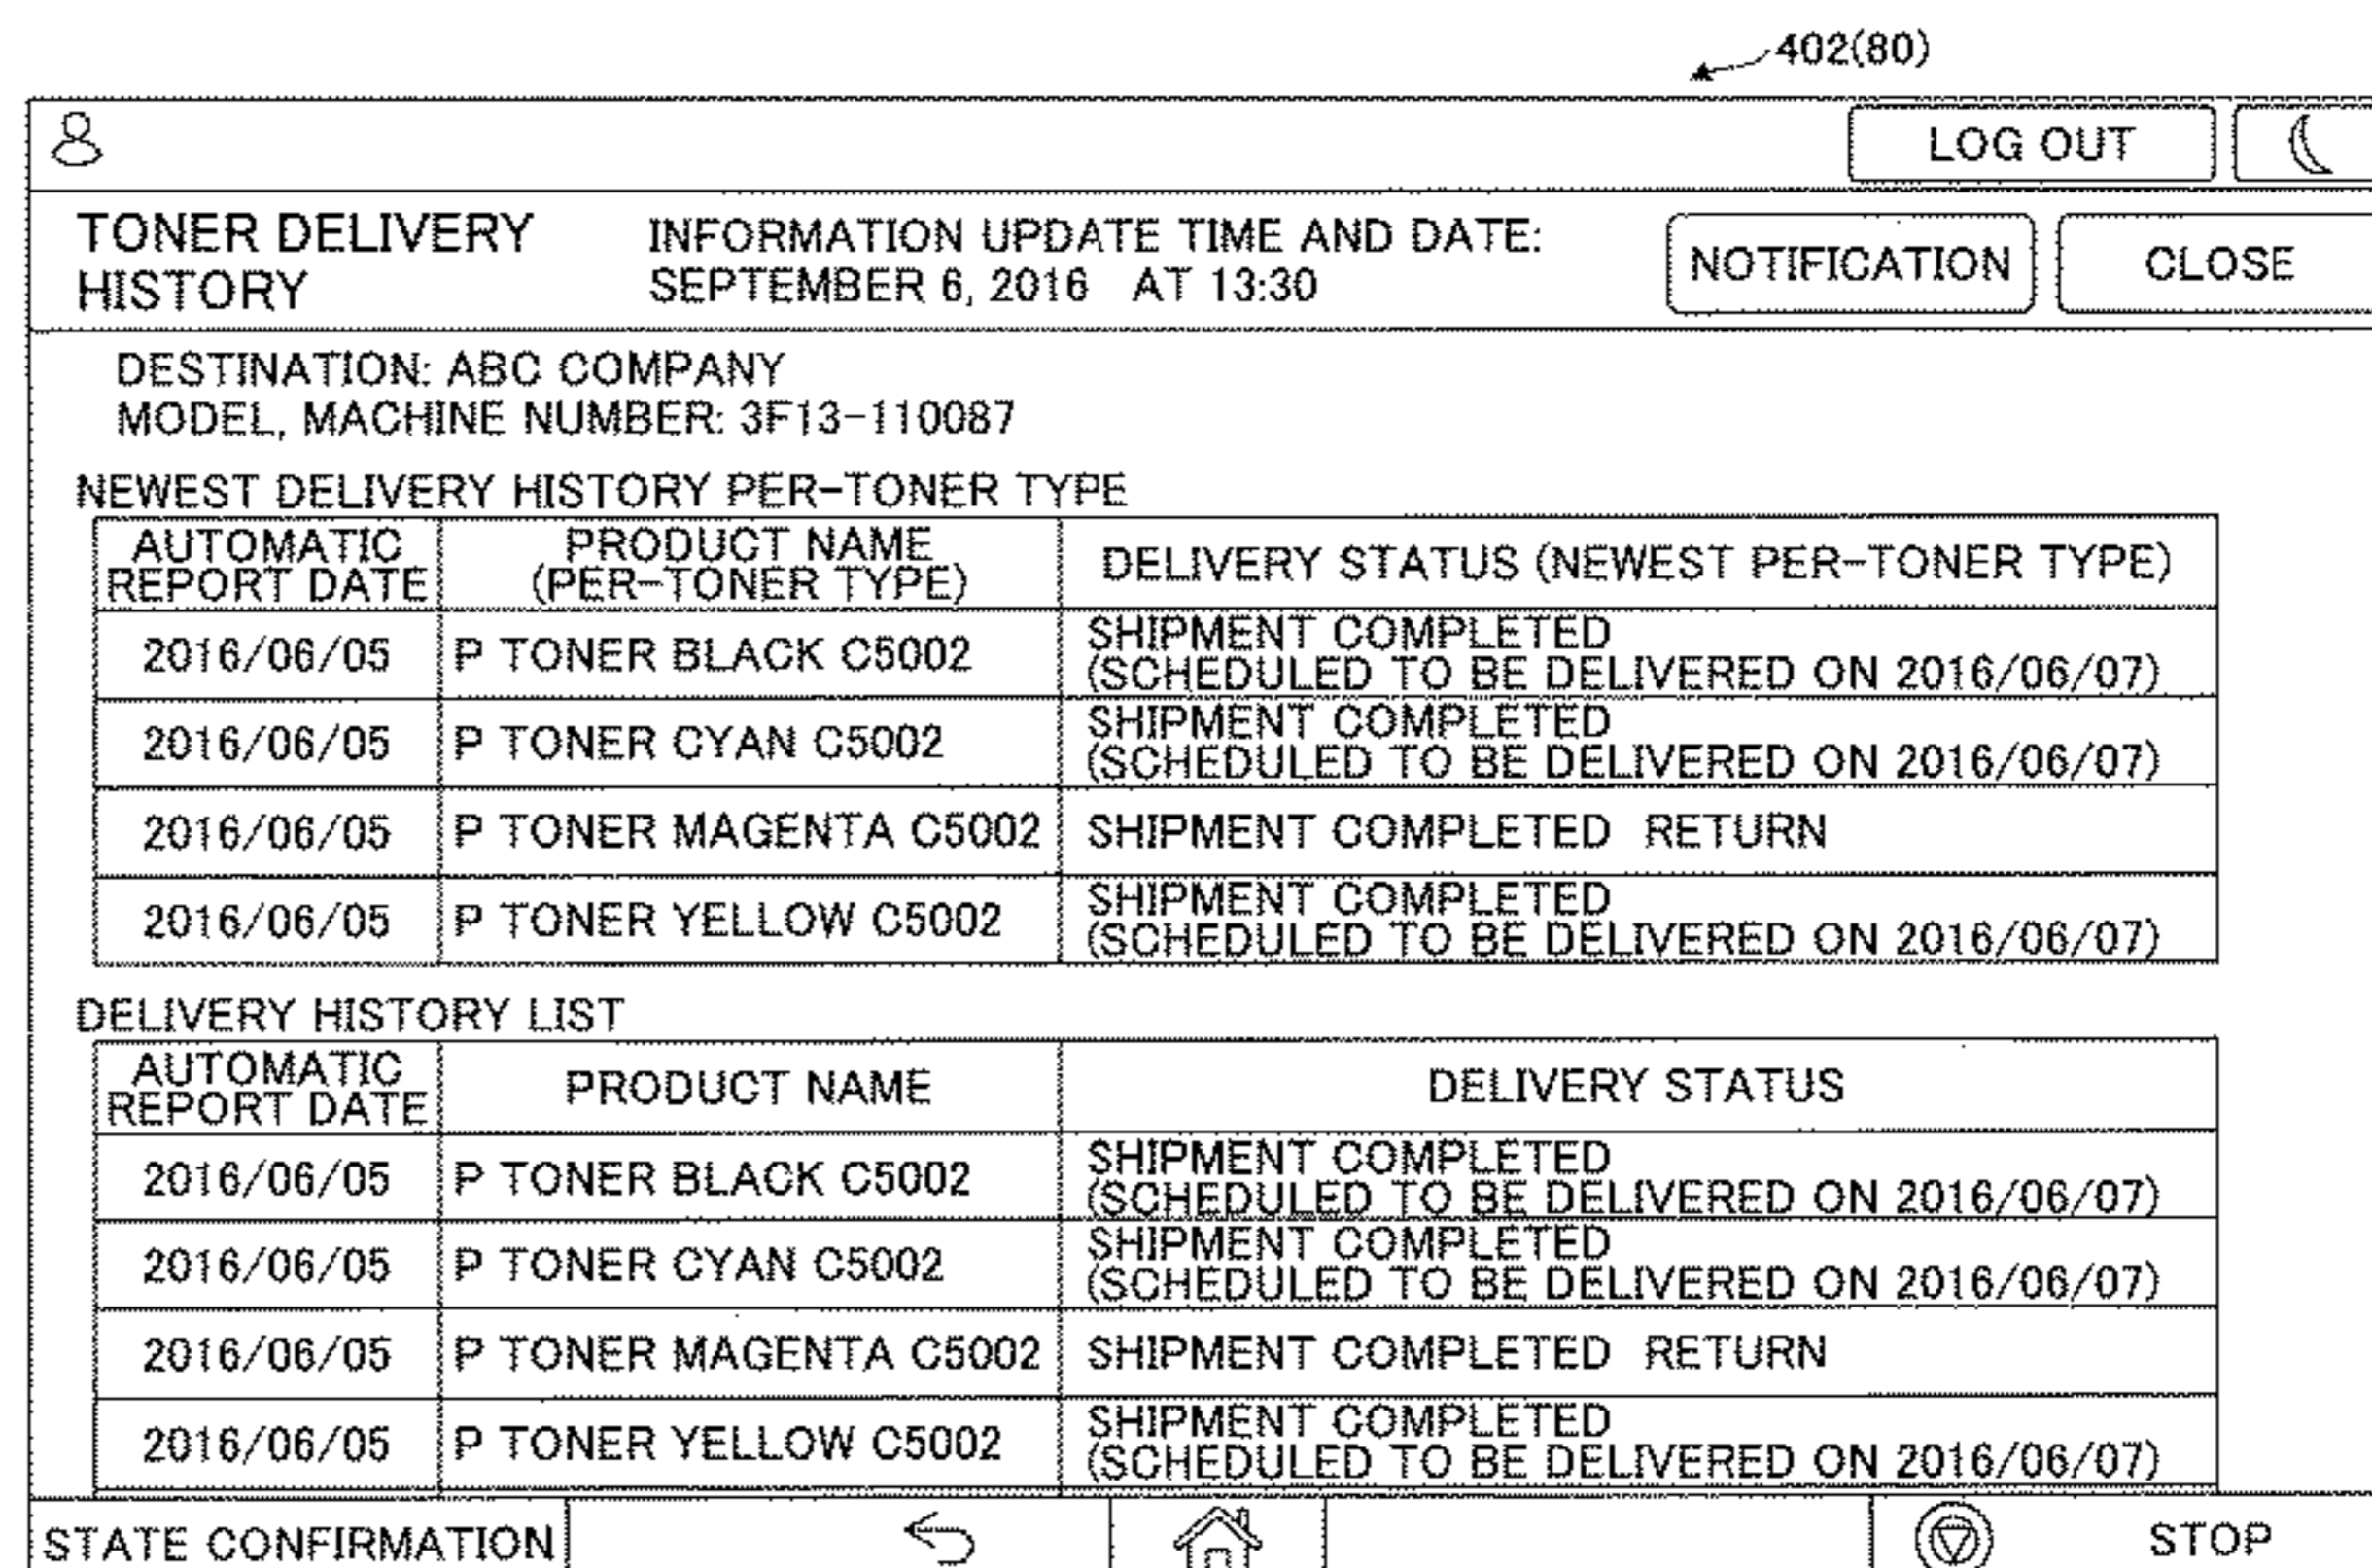 402(80)
LOG OUT
TONER DELIVERY
HISTORY
INFORMATION UPDATE TIME AND DATE:
SEPTEMBER 6, 2016 AT 13:30
NOTIFICATION
CLOSE
DESTINATION: ABC COMPANY
MODEL, MACHINE NUMBER: 3F13-110087
NEWEST DELIVERY HISTORY PER-TONER TYPE
AUTOMATIC
REPORT DATE
PRODUCT NAME
(PER-TONER TYPE)
DELIVERY STATUS (NEWEST PER-TONER TYPE)
2016/06/05
P TONER BLACK C5002
SHIPMENT COMPLETED
(SCHEDULED TO BE DELIVERED ON 2016/06/07)
2016/06/05
P TONER CYAN C5002
SHIPMENT COMPLETED
(SCHEDULED TO BE DELIVERED ON 2016/06/07)
2016/06/05
P TONER MAGENTA C5002
SHIPMENT COMPLETED RETURN
2016/06/05
P TONER YELLOW C5002
SHIPMENT COMPLETED
(SCHEDULED TO BE DELIVERED ON 2016/06/07)
DELIVERY HISTORY LIST
AUTOMATIC
REPORT DATE
PRODUCT NAME
DELIVERY STATUS
2016/06/05
P TONER BLACK C5002
SHIPMENT COMPLETED
(SCHEDULED TO BE DELIVERED ON 2016/06/07)
2016/06/05
P TONER CYAN C5002
SHIPMENT COMPLETED
(SCHEDULED TO BE DELIVERED ON 2016/06/07)
2016/06/05
P TONER MAGENTA C5002
SHIPMENT COMPLETED RETURN
2016/06/05
P TONER YELLOW C5002
SHIPMENT COMPLETED
(SCHEDULED TO BE DELIVERED ON 2016/06/07)
STATE CONFIRMATION
STOP